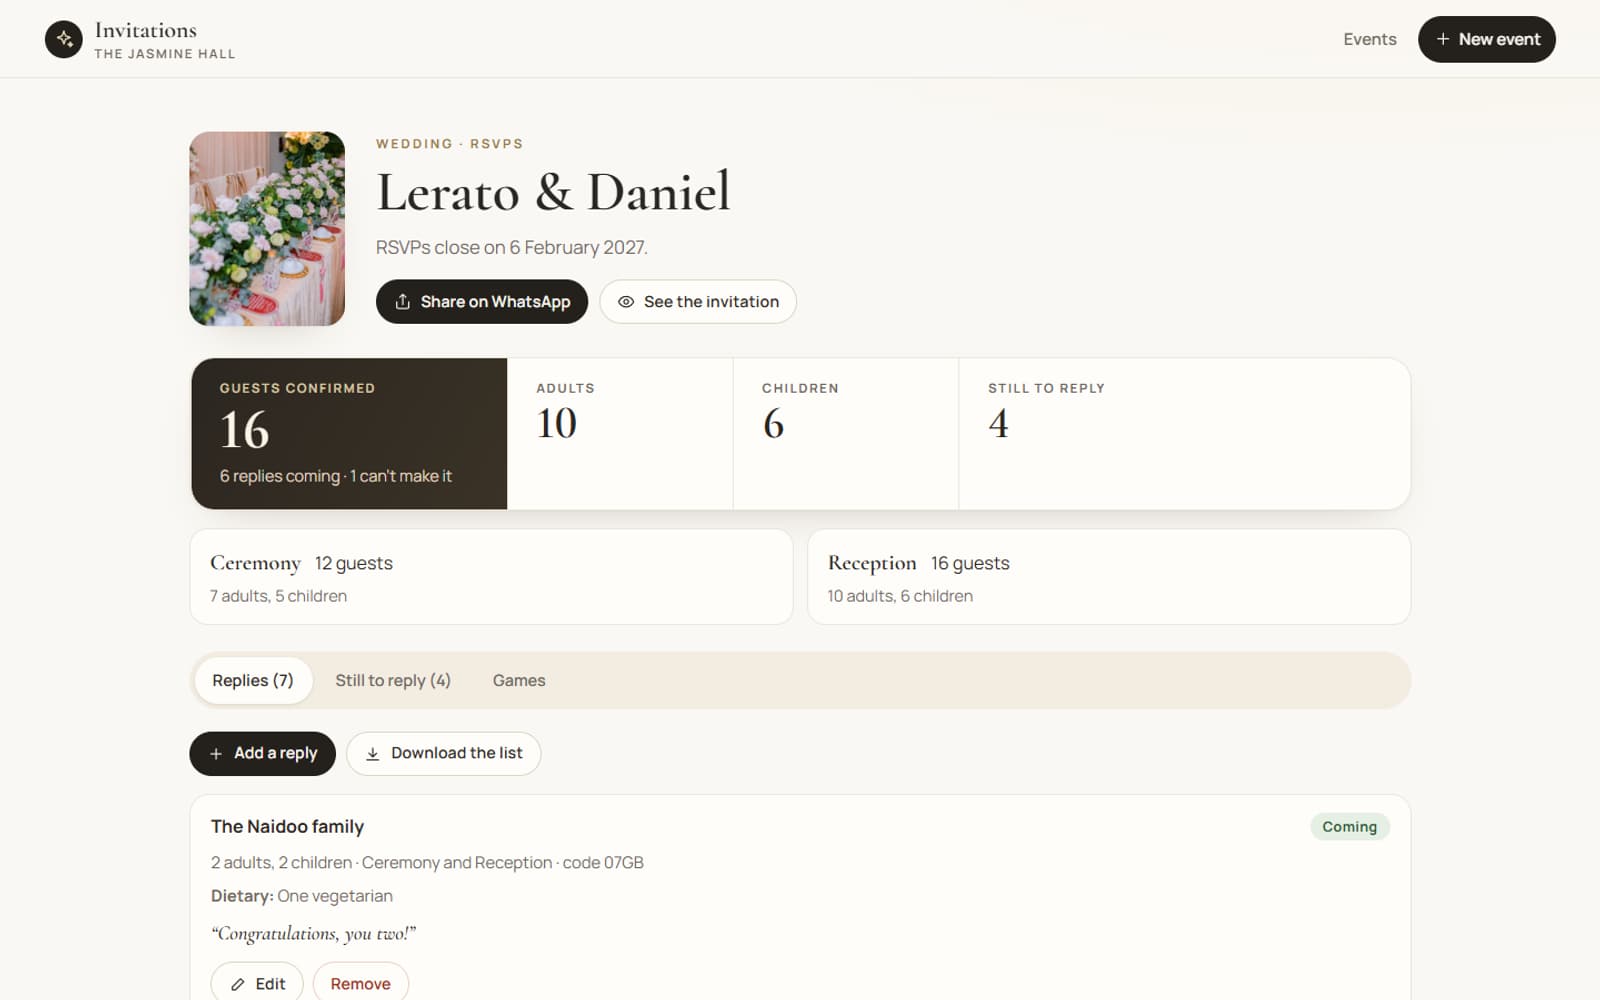 Invitations
THE JASMINE HALL
Events
New event
WEDDING · RSVPS
Lerato & Daniel
RSVPs close on 6 February 2027.
Share on WhatsApp
See the invitation
GUESTS CONFIRMED
16
6 replies coming · 1 can't make it
ADULTS
10
CHILDREN
6
STILL TO REPLY
4
Ceremony 12 guests
7 adults, 5 children
Reception 16 guests
10 adults, 6 children
Replies (7)
Still to reply (4)
Games
Add a reply
Download the list
The Naidoo family
Coming
2 adults, 2 children · Ceremony and Reception · code 07GB
Dietary: One vegetarian
“Congratulations, you two!”
Edit
Remove